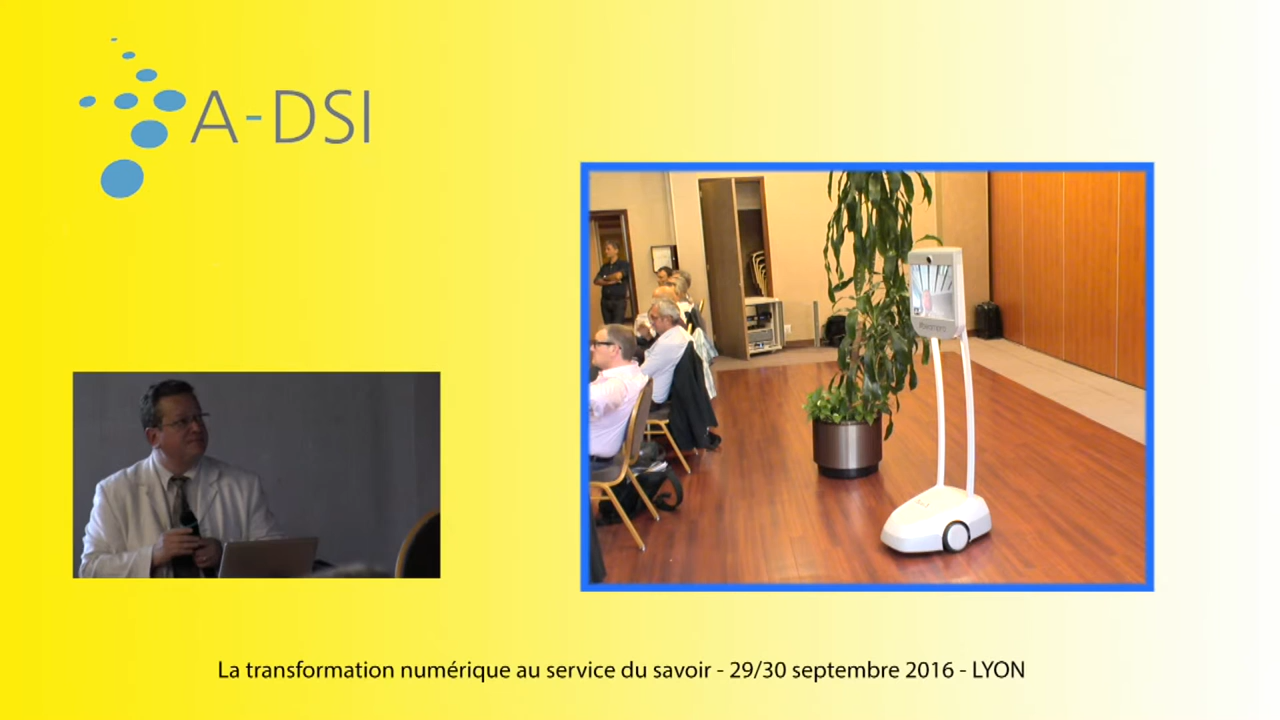 A-DSI
La transformation numérique au service du savoir - 29/30 septembre 2016 - LYON